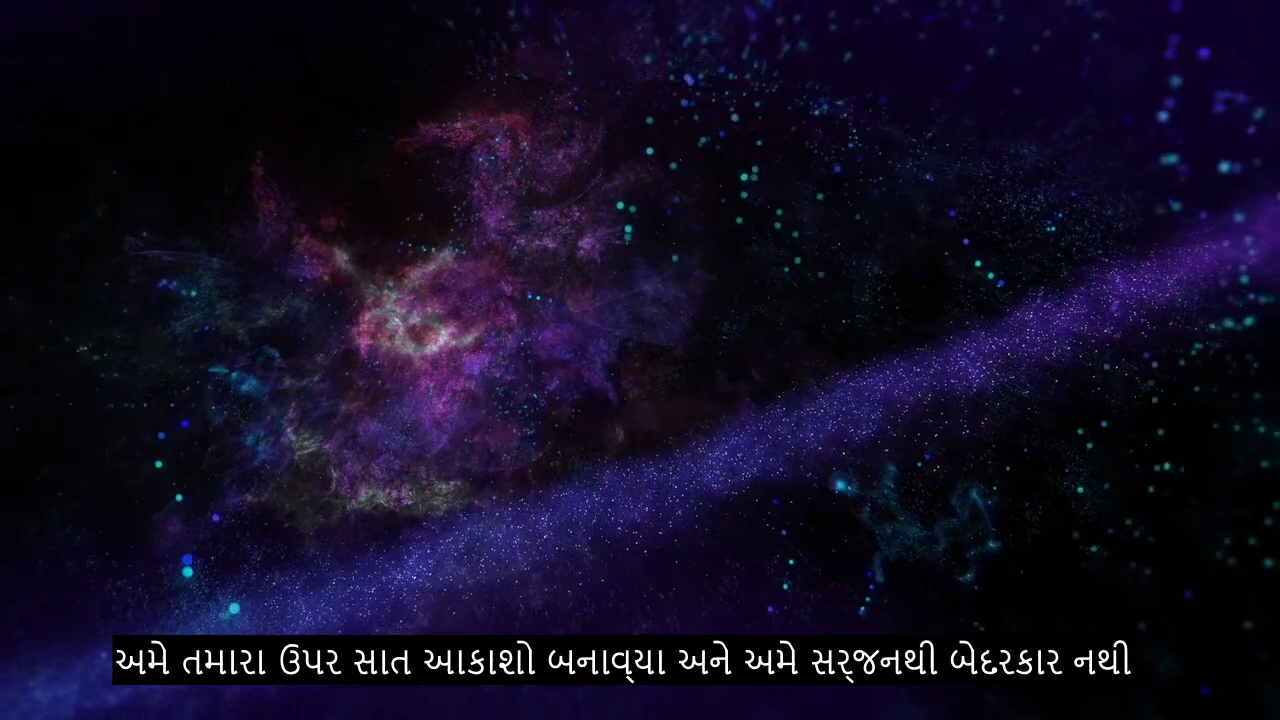 અમે તમારા ઉપર સાત આકાશો બનાવ્યા અને અમે સર્જનથી બેદરકાર નથી